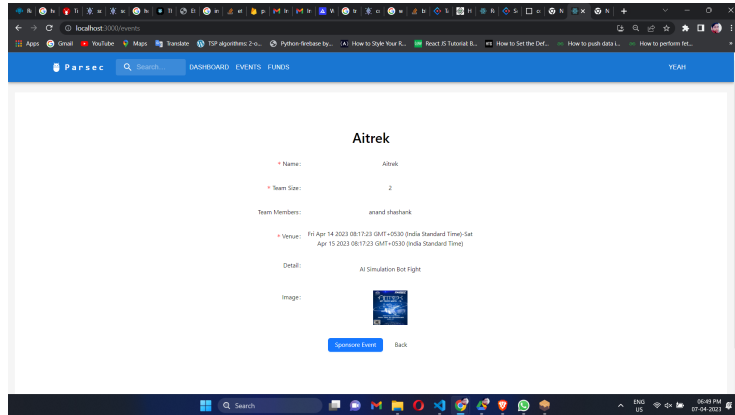 localhost:3000/events
Apps Gmail YouTube Maps Translate TSP algorithms: 2-o... Python-firebase by... How to Style Your R... React JS Tutorial: B... How to Set the Def... How to push data i... How to perform fet...
Parsec Search... DASHBOARD EVENTS FUNDS YEAH
Aitrek
* Name: Aitrek
* Team Size: 2
Team Members: anand shashank
* Venue: Fri Apr 14 2023 08:17:23 GMT+0530 (India Standard Time)-Sat
Apr 15 2023 08:17:23 GMT+0530 (India Standard Time)
Detail: AI Simulation Bot Fight
Image:
Sponsore Event Back
Search ENG 06:49 PM
US 07-04-2023